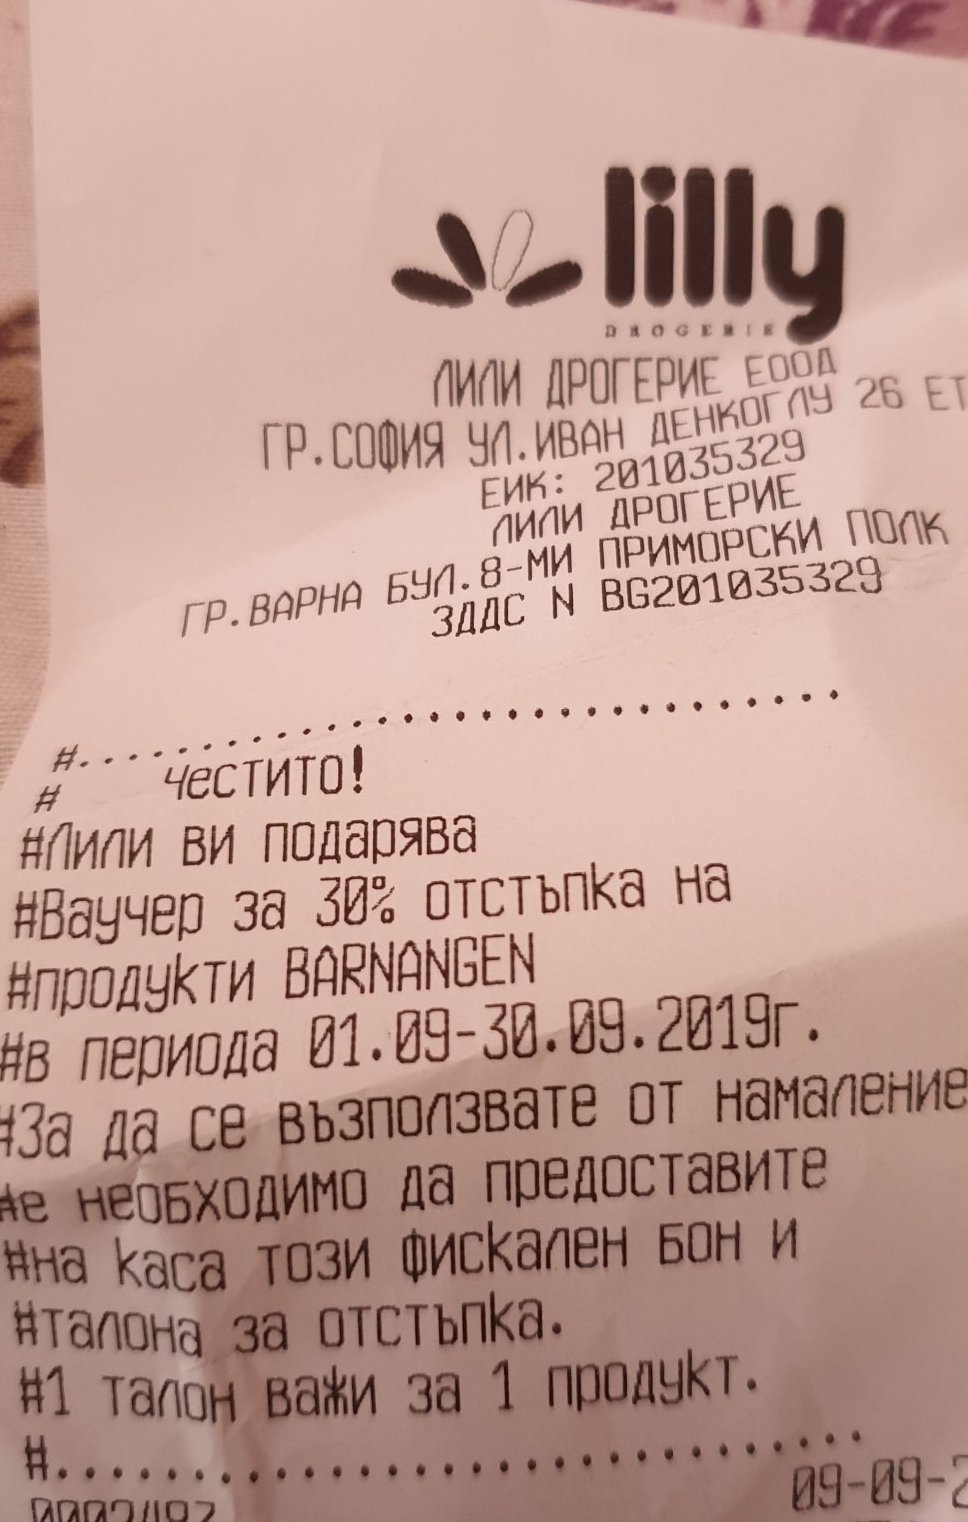 lilly
DROGERIE
ЛИЛИ ДРОГЕРИЕ ЕООД
ГР.СОФИЯ УЛ.ИВАН ДЕНКОГЛУ 26 ЕТ
ЕИК: 201035329
ЛИЛИ ДРОГЕРИЕ
ГР.ВАРНА БУЛ.8-МИ ПРИМОРСКИ ПОЛК
ЗДДС N BG201035329
#..............................
# Честито!
#Лили ви подарява
#Ваучер за 30% отстъпка на
#продукти BARNANGEN
#в периода 01.09-30.09.2019г.
#За да се възползвате от намаление
#е необходимо да предоставите
#на каса този фискален бон и
#талона за отстъпка.
#1 талон важи за 1 продукт.
#..............................
09-09-2